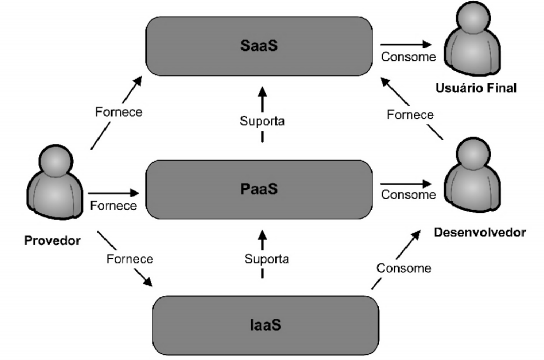 SaaS
Consome
Usuário Final
Fornece
Suporta
Fornece
PaaS
Fornece
Consome
Provedor
Desenvolvedor
Fornece
Suporta
Consome
IaaS